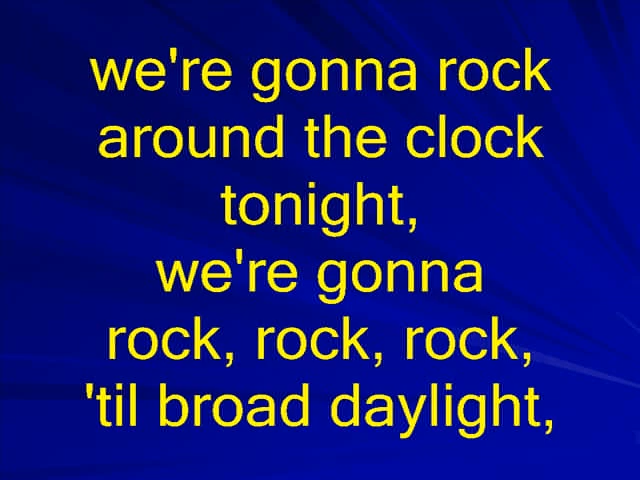 we're gonna rock
around the clock
tonight,
we're gonna
rock, rock, rock,
'til broad daylight,